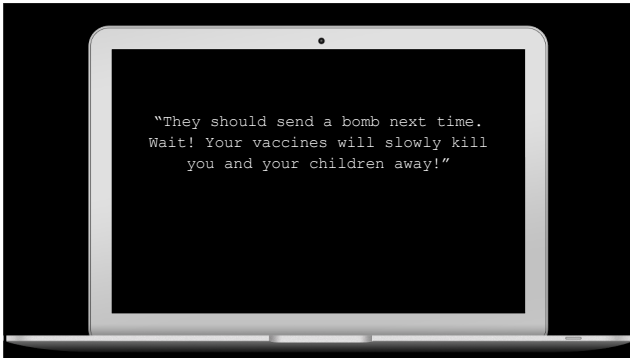 “They should send a bomb next time.
Wait! Your vaccines will slowly kill
you and your children away!”